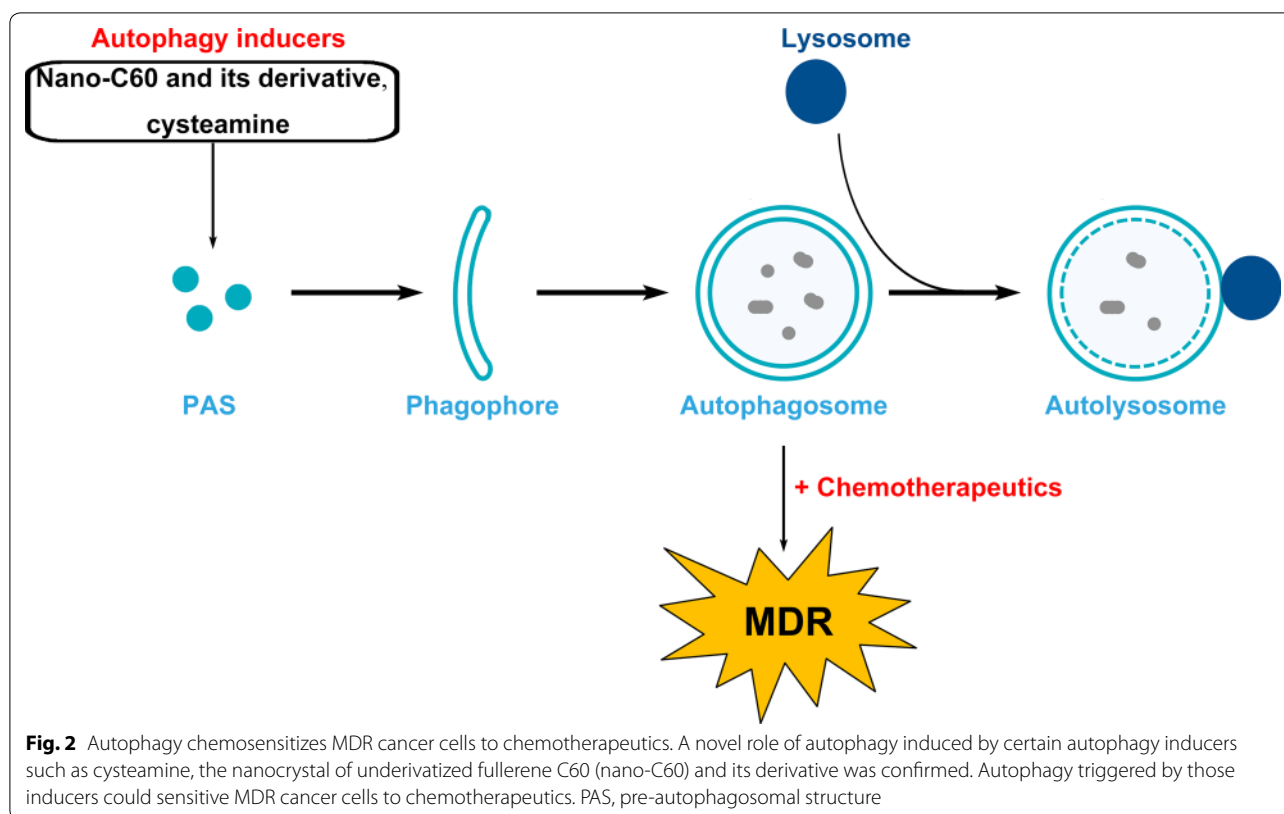 Autophagy inducers
Nano-C60 and its derivative,
cysteamine
Lysosome
PAS
Phagophore
Autophagosome
Autolysosome
+ Chemotherapeutics
MDR
Fig. 2 Autophagy chemosensitizes MDR cancer cells to chemotherapeutics. A novel role of autophagy induced by certain autophagy inducers
such as cysteamine, the nanocrystal of underivatized fullerene C60 (nano-C60) and its derivative was confirmed. Autophagy triggered by those
inducers could sensitive MDR cancer cells to chemotherapeutics. PAS, pre-autophagosomal structure